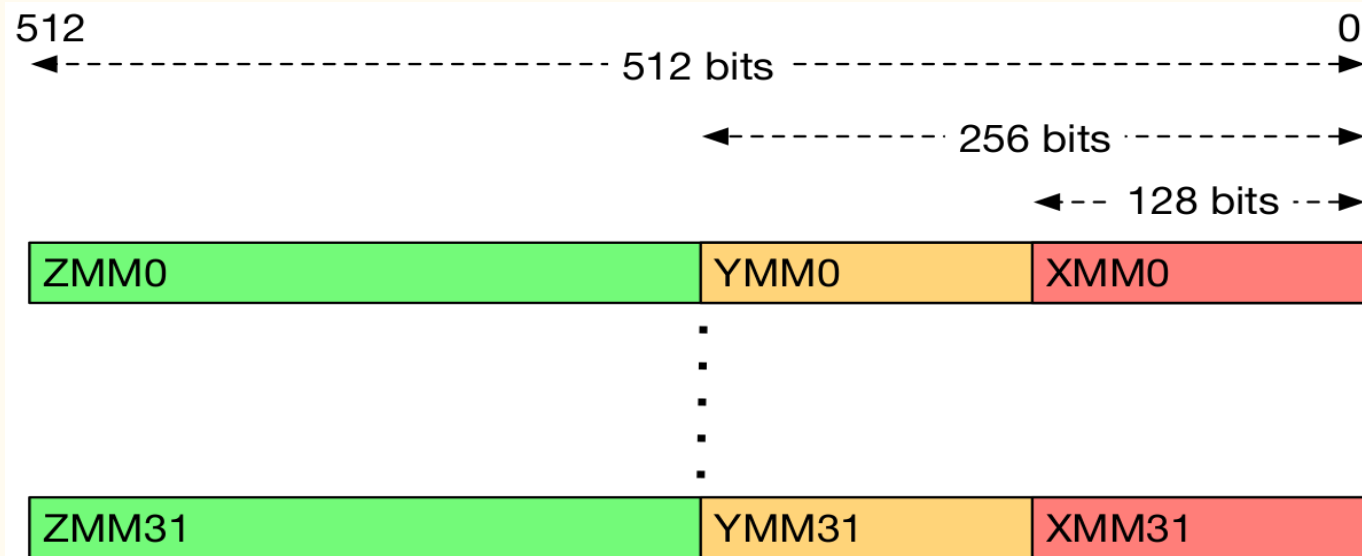 512 0
512 bits
256 bits
128 bits
ZMM0 YMM0 XMM0
ZMM31 YMM31 XMM31